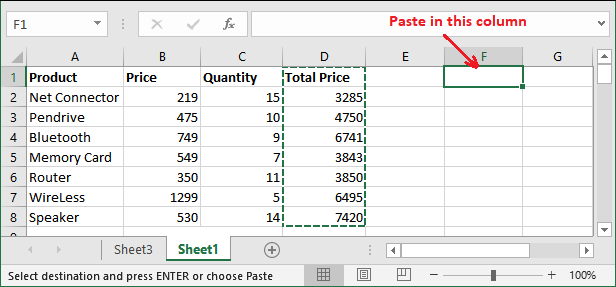 F1 fx Paste in this column
A B C D E F G
1 Product Price Quantity Total Price
2 Net Connector 219 15 3285
3 Pendrive 475 10 4750
4 Bluetooth 749 9 6741
5 Memory Card 549 7 3843
6 Router 350 11 3850
7 WireLess 1299 5 6495
8 Speaker 530 14 7420
Sheet3 Sheet1
Select destination and press ENTER or choose Paste 100%